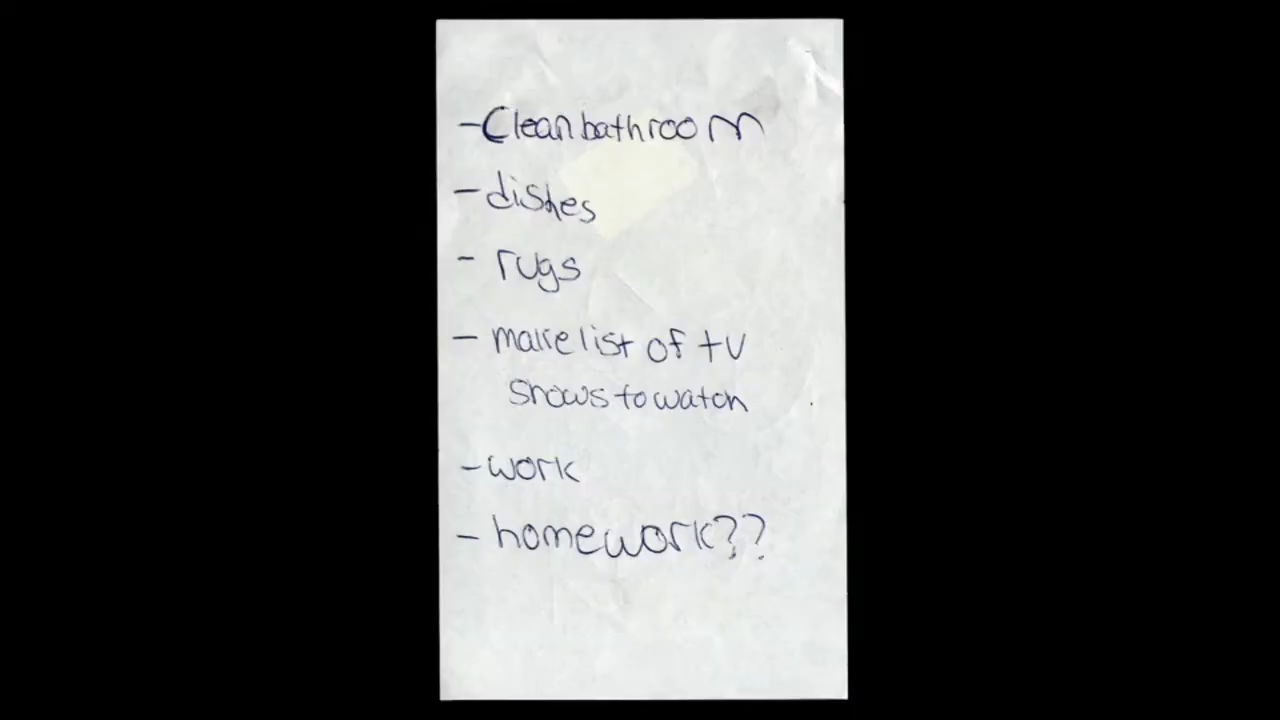 - Clean bathroom
- dishes
- rugs
- make list of tv
shows to watch
- work
- homework??